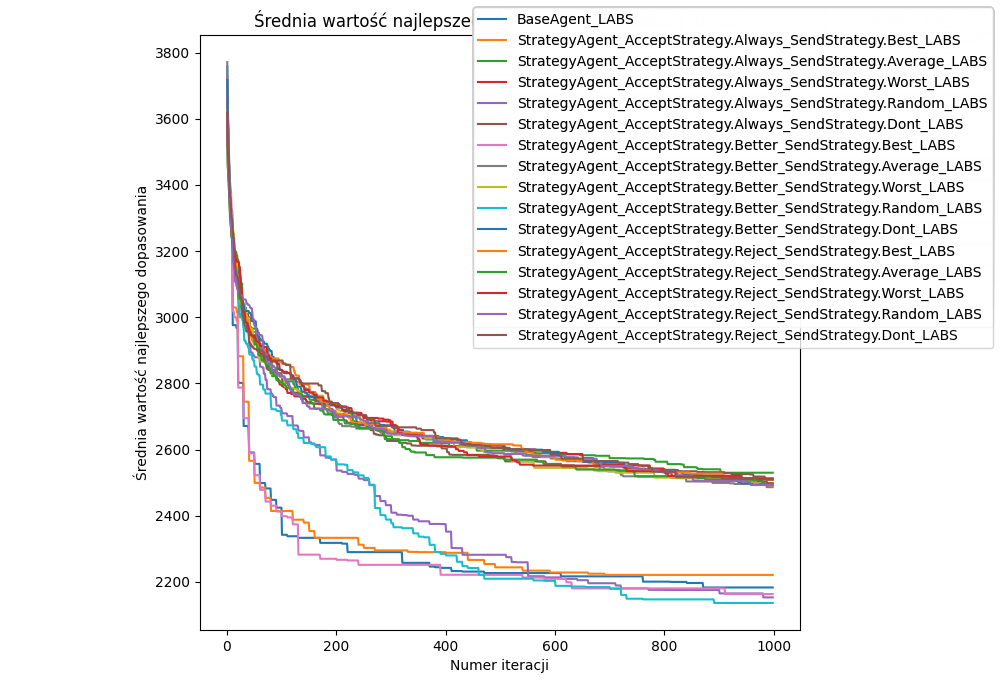 Średnia wartość najlepsze
BaseAgent_LABS
StrategyAgent_AcceptStrategy.Always_SendStrategy.Best_LABS
StrategyAgent_AcceptStrategy.Always_SendStrategy.Average_LABS
StrategyAgent_AcceptStrategy.Always_SendStrategy.Worst_LABS
StrategyAgent_AcceptStrategy.Always_SendStrategy.Random_LABS
StrategyAgent_AcceptStrategy.Always_SendStrategy.Dont_LABS
StrategyAgent_AcceptStrategy.Better_SendStrategy.Best_LABS
StrategyAgent_AcceptStrategy.Better_SendStrategy.Average_LABS
StrategyAgent_AcceptStrategy.Better_SendStrategy.Worst_LABS
StrategyAgent_AcceptStrategy.Better_SendStrategy.Random_LABS
StrategyAgent_AcceptStrategy.Better_SendStrategy.Dont_LABS
StrategyAgent_AcceptStrategy.Reject_SendStrategy.Best_LABS
StrategyAgent_AcceptStrategy.Reject_SendStrategy.Average_LABS
StrategyAgent_AcceptStrategy.Reject_SendStrategy.Worst_LABS
StrategyAgent_AcceptStrategy.Reject_SendStrategy.Random_LABS
StrategyAgent_AcceptStrategy.Reject_SendStrategy.Dont_LABS
Średnia wartość najlepszego dopasowania
3800
3600
3400
3200
3000
2800
2600
2400
2200
0 200 400 600 800 1000
Numer iteracji